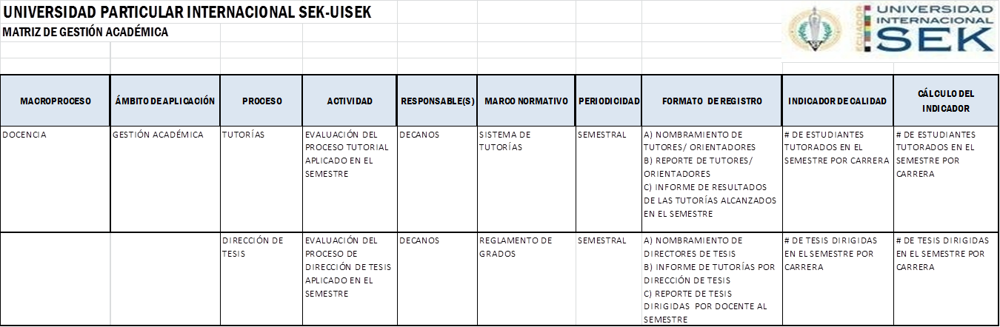 UNIVERSIDAD PARTICULAR INTERNACIONAL SEK-UISEK
MATRIZ DE GESTIÓN ACADÉMICA
ECUADOR
UNIVERSIDAD
INTERNACIONAL
SEK
MACROPROCESO
ÁMBITO DE APLICACIÓN
PROCESO
ACTIVIDAD
RESPONSABLE(S)
MARCO NORMATIVO
PERIODICIDAD
FORMATO DE REGISTRO
INDICADOR DE CALIDAD
CÁLCULO DEL
INDICADOR
DOCENCIA
GESTIÓN ACADÉMICA
TUTORÍAS
EVALUACIÓN DEL
PROCESO TUTORIAL
APLICADO EN EL
SEMESTRE
DECANOS
SISTEMA DE
TUTORÍAS
SEMESTRAL
A) NOMBRAMIENTO DE
TUTORES/ ORIENTADORES
B) REPORTE DE TUTORES/
ORIENTADORES
C) INFORME DE RESULTADOS
DE LAS TUTORÍAS ALCANZADOS
EN EL SEMESTRE
# DE ESTUDIANTES
TUTORADOS EN EL
SEMESTRE POR CARRERA
# DE ESTUDIANTES
TUTORADOS EN EL
SEMESTRE POR
CARRERA
DIRECCIÓN DE
TESIS
EVALUACIÓN DEL
PROCESO DE
DIRECCIÓN DE TESIS
APLICADO EN EL
SEMESTRE
DECANOS
REGLAMENTO DE
GRADOS
SEMESTRAL
A) NOMBRAMIENTO DE
DIRECTORES DE TESIS
B) INFORME DE TUTORÍAS POR
DIRECCIÓN DE TESIS
C) REPORTE DE TESIS
DIRIGIDAS POR DOCENTE AL
SEMESTRE
# DE TESIS DIRIGIDAS
EN EL SEMESTRE POR
CARRERA
# DE TESIS DIRIGIDAS
EN EL SEMESTRE POR
CARRERA